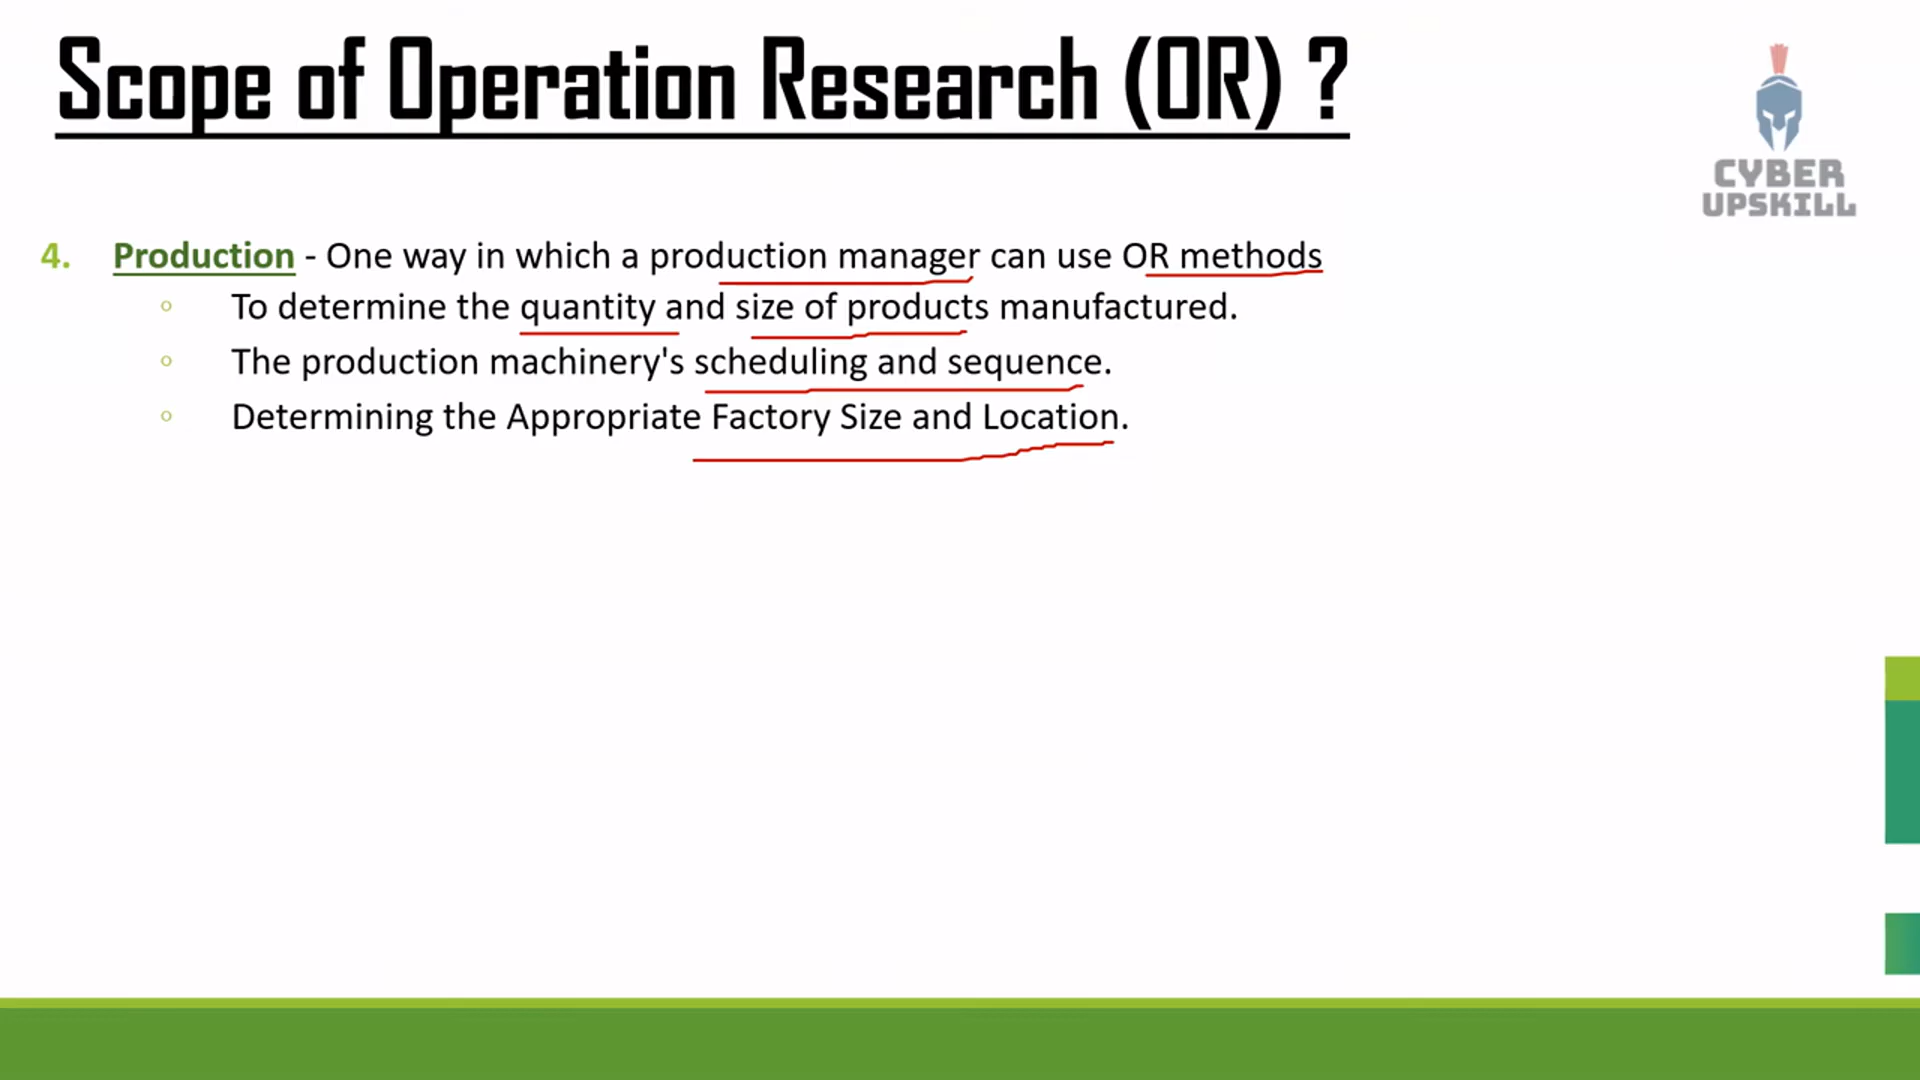 Scope of Operation Research (OR) ?
CYBER
UPSKILL
4. Production - One way in which a production manager can use OR methods
◦ To determine the quantity and size of products manufactured.
◦ The production machinery's scheduling and sequence.
◦ Determining the Appropriate Factory Size and Location.